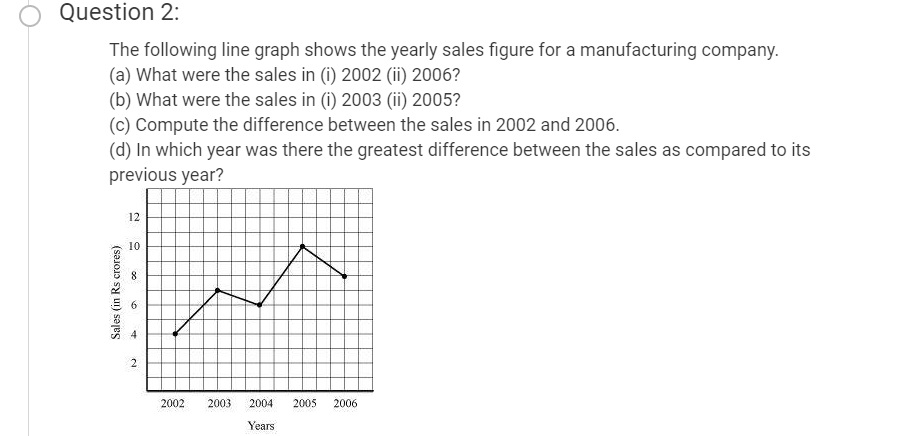 Question 2:
The following line graph shows the yearly sales figure for a manufacturing company.
(a) What were the sales in (i) 2002 (ii) 2006?
(b) What were the sales in (i) 2003 (ii) 2005?
(c) Compute the difference between the sales in 2002 and 2006.
(d) In which year was there the greatest difference between the sales as compared to its
previous year?
12
10
8
6
4
2
Sales (in Rs crores)
2002 2003 2004 2005 2006
Years